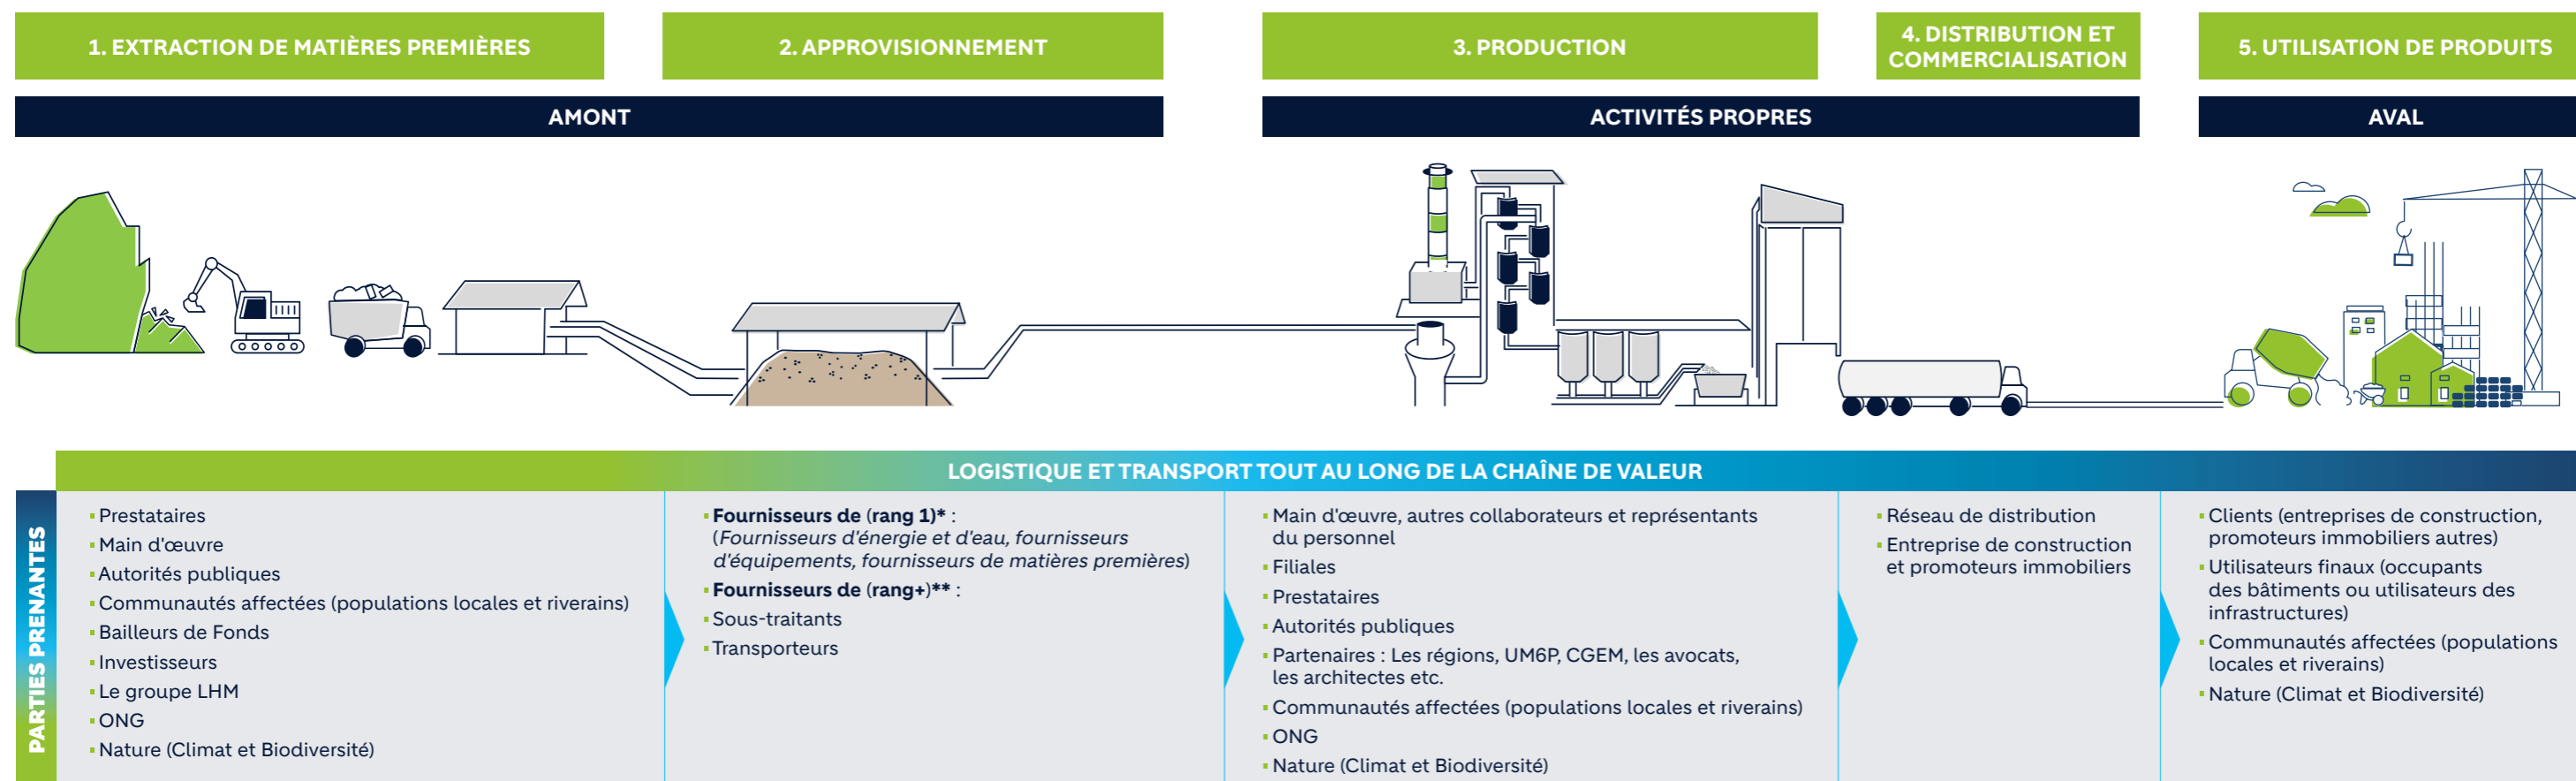 1. EXTRACTION DE MATIÈRES PREMIÈRES
2. APPROVISIONNEMENT
3. PRODUCTION
4. DISTRIBUTION ET
COMMERCIALISATION
5. UTILISATION DE PRODUITS
AMONT
ACTIVITÉS PROPRES
AVAL
LOGISTIQUE ET TRANSPORT TOUT AU LONG DE LA CHAÎNE DE VALEUR
PARTIES PRENANTES
▪ Prestataires
▪ Main d'œuvre
▪ Autorités publiques
▪ Communautés affectées (populations locales et riverains)
▪ Bailleurs de Fonds
▪ Investisseurs
▪ Le groupe LHM
▪ ONG
▪ Nature (Climat et Biodiversité)
▪ Fournisseurs de (rang 1)* :
(Fournisseurs d'énergie et d'eau, fournisseurs
d'équipements, fournisseurs de matières premières)
▪ Fournisseurs de (rang+)** :
▪ Sous-traitants
▪ Transporteurs
▪ Main d'œuvre, autres collaborateurs et représentants
du personnel
▪ Filiales
▪ Prestataires
▪ Autorités publiques
▪ Partenaires : Les régions, UM6P, CGEM, les avocats,
les architectes etc.
▪ Communautés affectées (populations locales et riverains)
▪ ONG
▪ Nature (Climat et Biodiversité)
▪ Réseau de distribution
▪ Entreprise de construction
et promoteurs immobiliers
▪ Clients (entreprises de construction,
promoteurs immobiliers autres)
▪ Utilisateurs finaux (occupants
des bâtiments ou utilisateurs des
infrastructures)
▪ Communautés affectées (populations
locales et riverains)
▪ Nature (Climat et Biodiversité)